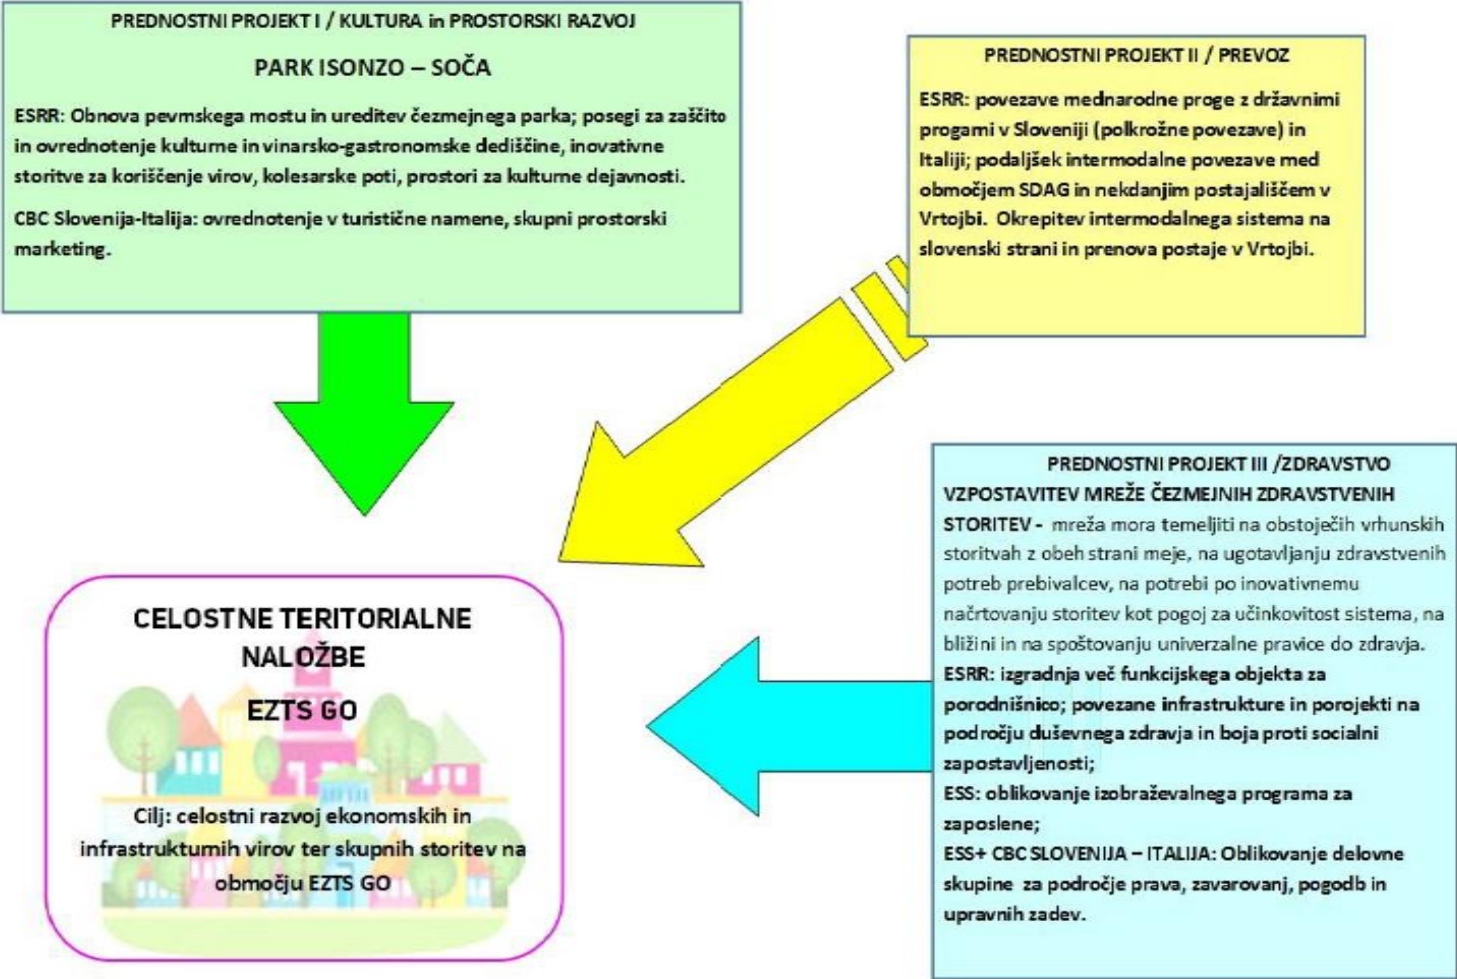 PREDNOSTNI PROJEKT I / KULTURA in PROSTORSKI RAZVOJ
PARK ISONZO – SOČA
ESRR: Obnova pevmskega mostu in ureditev čezmejnega parka; posegi za zaščito
in ovrednotenje kulturne in vinarsko-gastronomske dediščine, inovativne
storitve za koriščenje virov, kolesarske poti, prostori za kulturne dejavnosti.
CBC Slovenija-Italija: ovrednotenje v turistične namene, skupni prostorski
marketing.
PREDNOSTNI PROJEKT II / PREVOZ
ESRR: povezave mednarodne proge z državnimi
progami v Sloveniji (polkrožne povezave) in
Italiji; podaljšek intermodalne povezave med
območjem SDAG in nekdanjim postajališčem v
Vrtojbi. Okrepitev intermodalnega sistema na
slovenski strani in prenova postaje v Vrtojbi.
PREDNOSTNI PROJEKT III /ZDRAVSTVO
VZPOSTAVITEV MREŽE ČEZMEJNIH ZDRAVSTVENIH
STORITEV - mreža mora temeljiti na obstoječih vrhunskih
storitvah z obeh strani meje, na ugotavljanju zdravstvenih
potreb prebivalcev, na potrebi po inovativnemu
načrtovanju storitev kot pogoj za učinkovitost sistema, na
bližini in na spoštovanju univerzalne pravice do zdravja.
ESRR: izgradnja več funkcijskega objekta za
porodnišnico; povezane infrastrukture in porojekti na
področju duševnega zdravja in boja proti socialni
zapostavljenosti;
ESS: oblikovanje izobraževalnega programa za
zaposlene;
ESS+ CBC SLOVENIJA – ITALIJA: Oblikovanje delovne
skupine za področje prava, zavarovanj, pogodb in
upravnih zadev.
CELOSTNE TERITORIALNE
NALOŽBE
EZTS GO
Cilj: celostni razvoj ekonomskih in
infrastrukturnih virov ter skupnih storitev na
območju EZTS GO